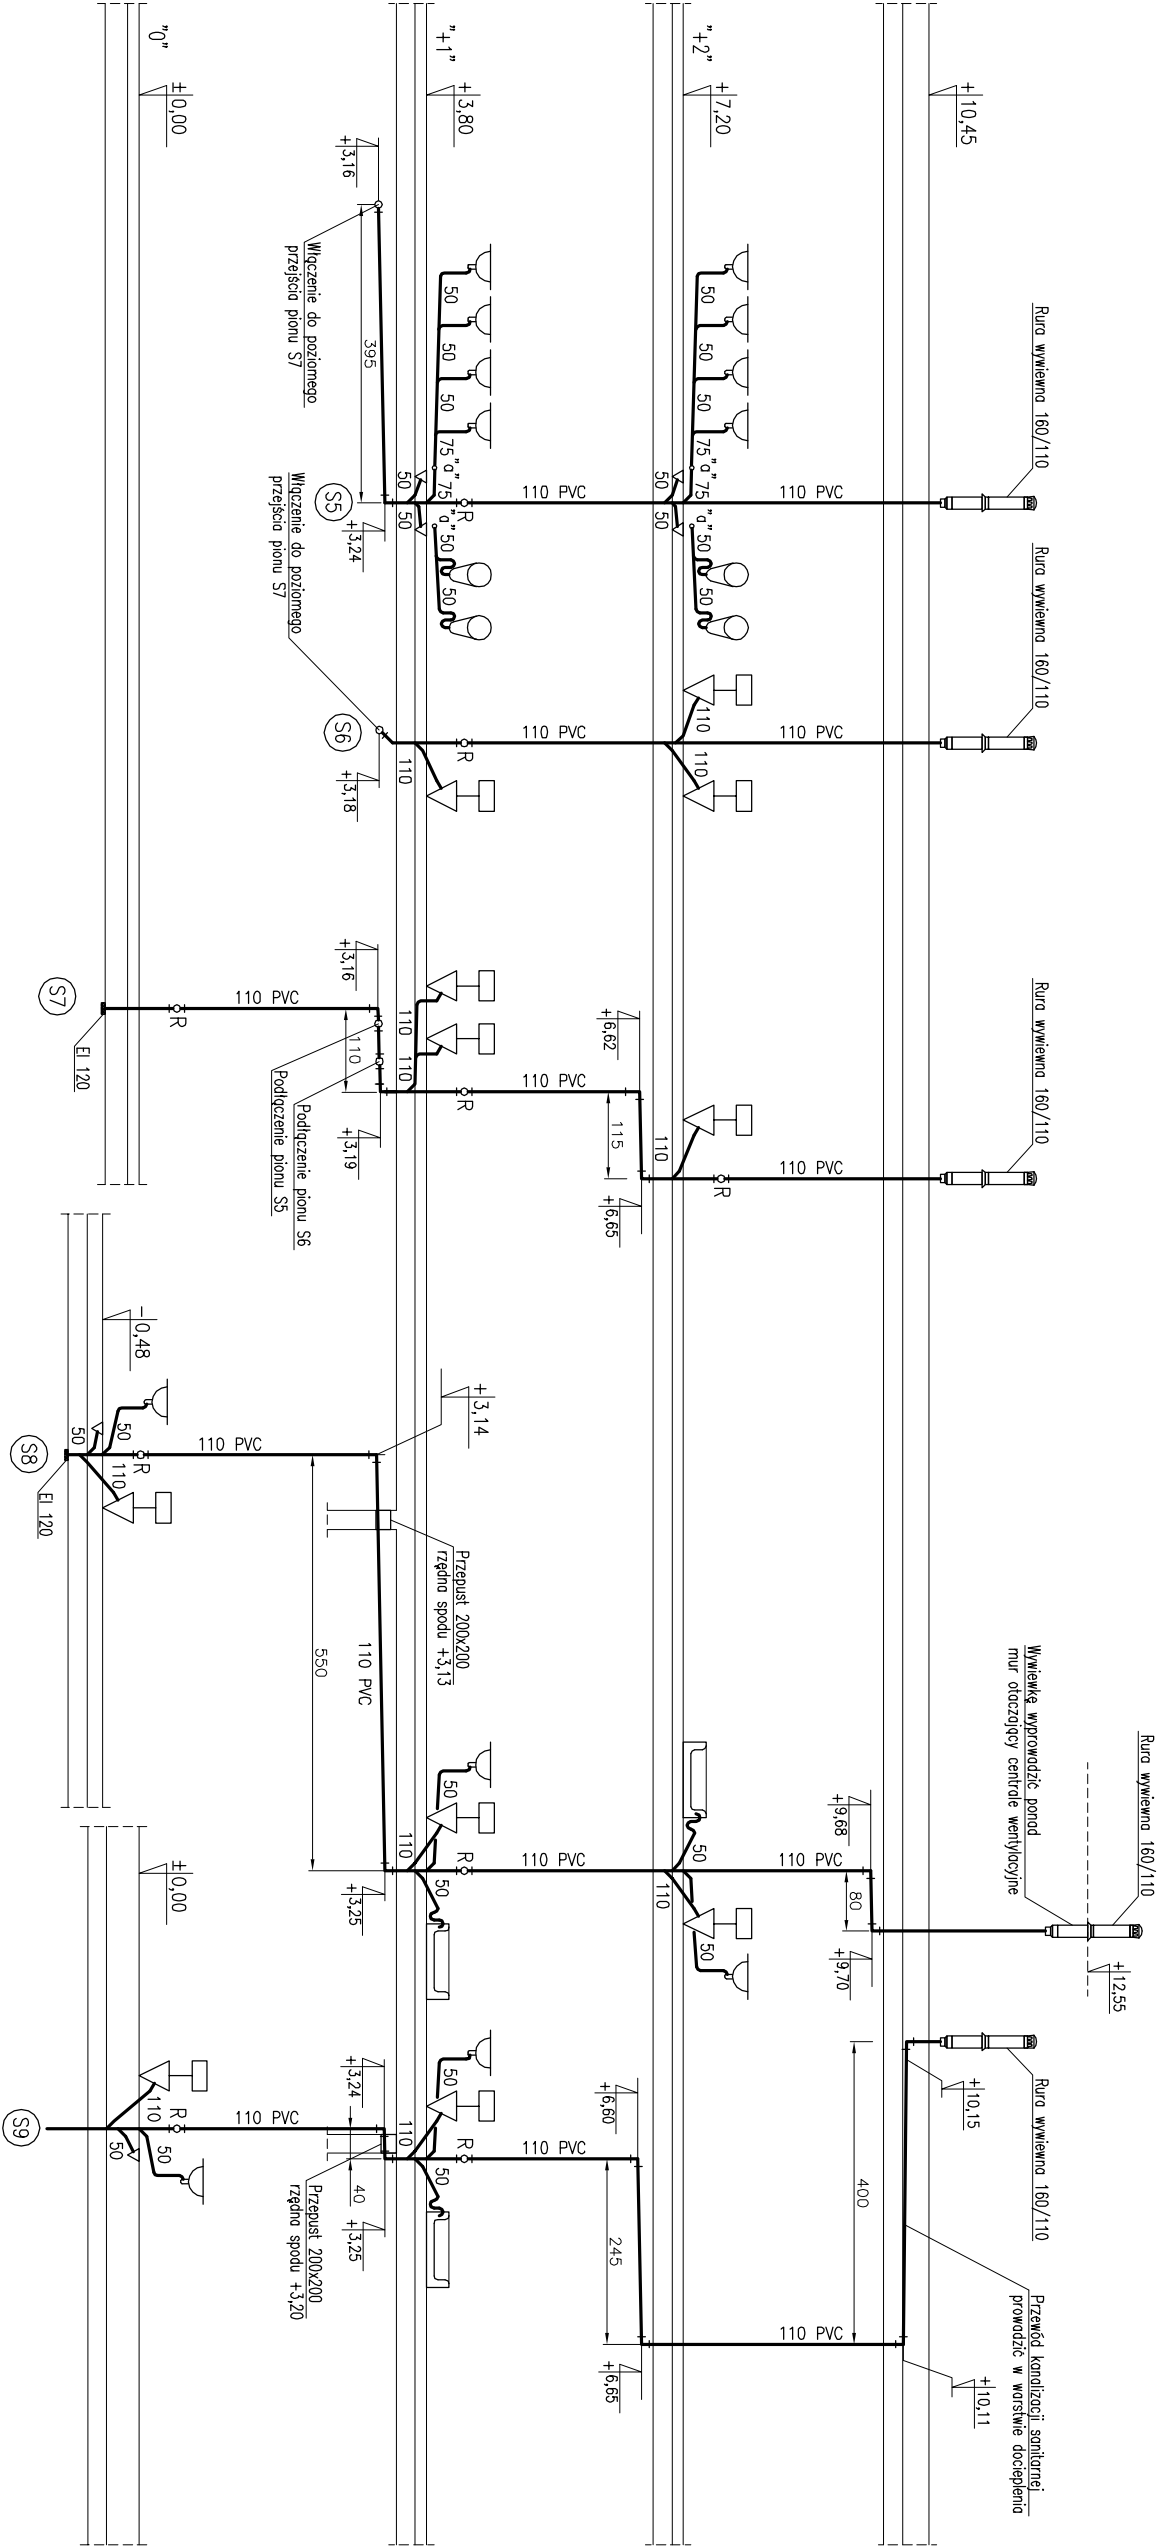 "0"
±0,00
"+1"
+3,80
"+2"
+7,20
+10,45
Rura wywiewna 160/110
110 PVC
110 PVC
50
50
50
50
75
"a"
75
"a"
50
50
50
50
50
50
50
50
75
"a"
75
"a"
50
50
50
50
R
+3,24
395
+3,16
Włączenie do poziomego
przejścia pionu S7
S5
Rura wywiewna 160/110
110 PVC
110 PVC
110
110
R
110
+3,18
Włączenie do poziomego
przejścia pionu S7
S6
Rura wywiewna 160/110
110 PVC
R
110
+6,65
115
+6,62
110 PVC
R
110
110
+3,19
110
+3,16
Podłączenie pionu S6
Podłączenie pionu S5
110 PVC
R
EI 120
S7
Rura wywiewna 160/110
Wywiewkę wyprowadzić ponad
mur otaczający centrale wentylacyjne
+12,55
+9,70
80
+9,68
110 PVC
50
110
50
110 PVC
R
50
110
50
+3,25
550
110 PVC
Przepust 200x200
rzędna spodu +3,13
+3,14
110 PVC
R
-0,48
50
50
110
EI 120
S8
Rura wywiewna 160/110
Przewód kanalizacji sanitarnej
prowadzić w warstwie docieplenia
+10,15
+10,11
400
110 PVC
+6,65
245
+6,60
110 PVC
R
50
110
50
+3,25
40
+3,24
Przepust 200x200
rzędna spodu +3,20
110 PVC
R
±0,00
110
50
50
S9